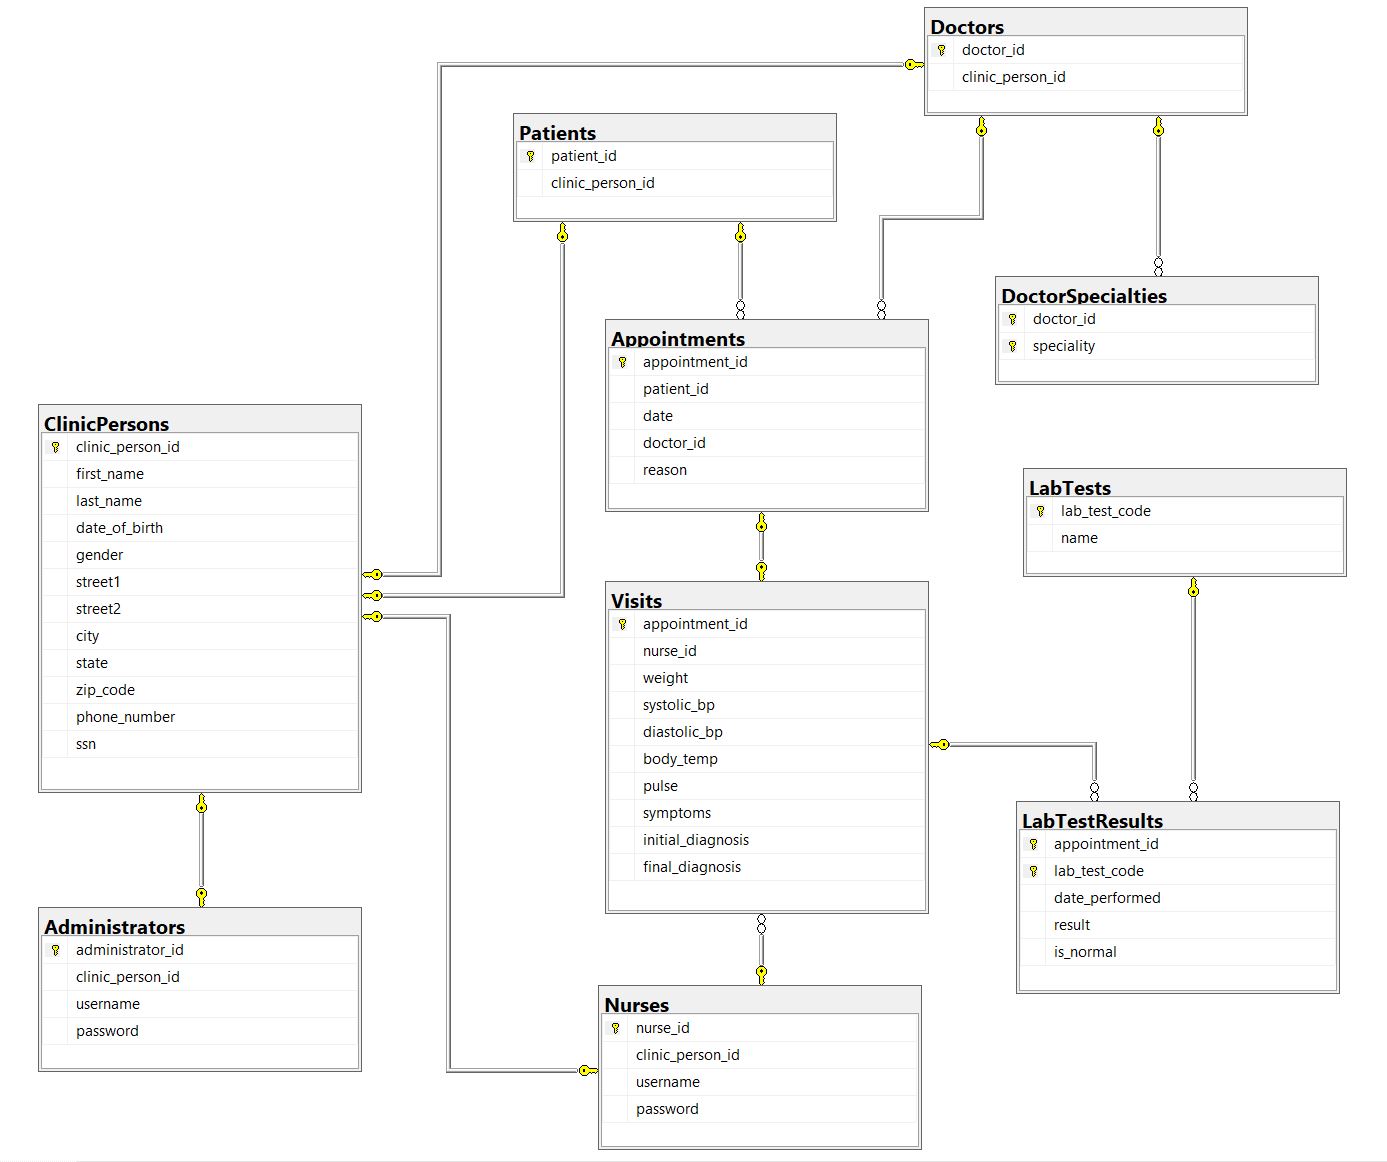 Doctors
doctor_id
clinic_person_id
Patients
patient_id
clinic_person_id
DoctorSpecialties
doctor_id
speciality
Appointments
appointment_id
patient_id
date
doctor_id
reason
ClinicPersons
clinic_person_id
first_name
last_name
date_of_birth
gender
street1
street2
city
state
zip_code
phone_number
ssn
LabTests
lab_test_code
name
Visits
appointment_id
nurse_id
weight
systolic_bp
diastolic_bp
body_temp
pulse
symptoms
initial_diagnosis
final_diagnosis
LabTestResults
appointment_id
lab_test_code
date_performed
result
is_normal
Administrators
administrator_id
clinic_person_id
username
password
Nurses
nurse_id
clinic_person_id
username
password